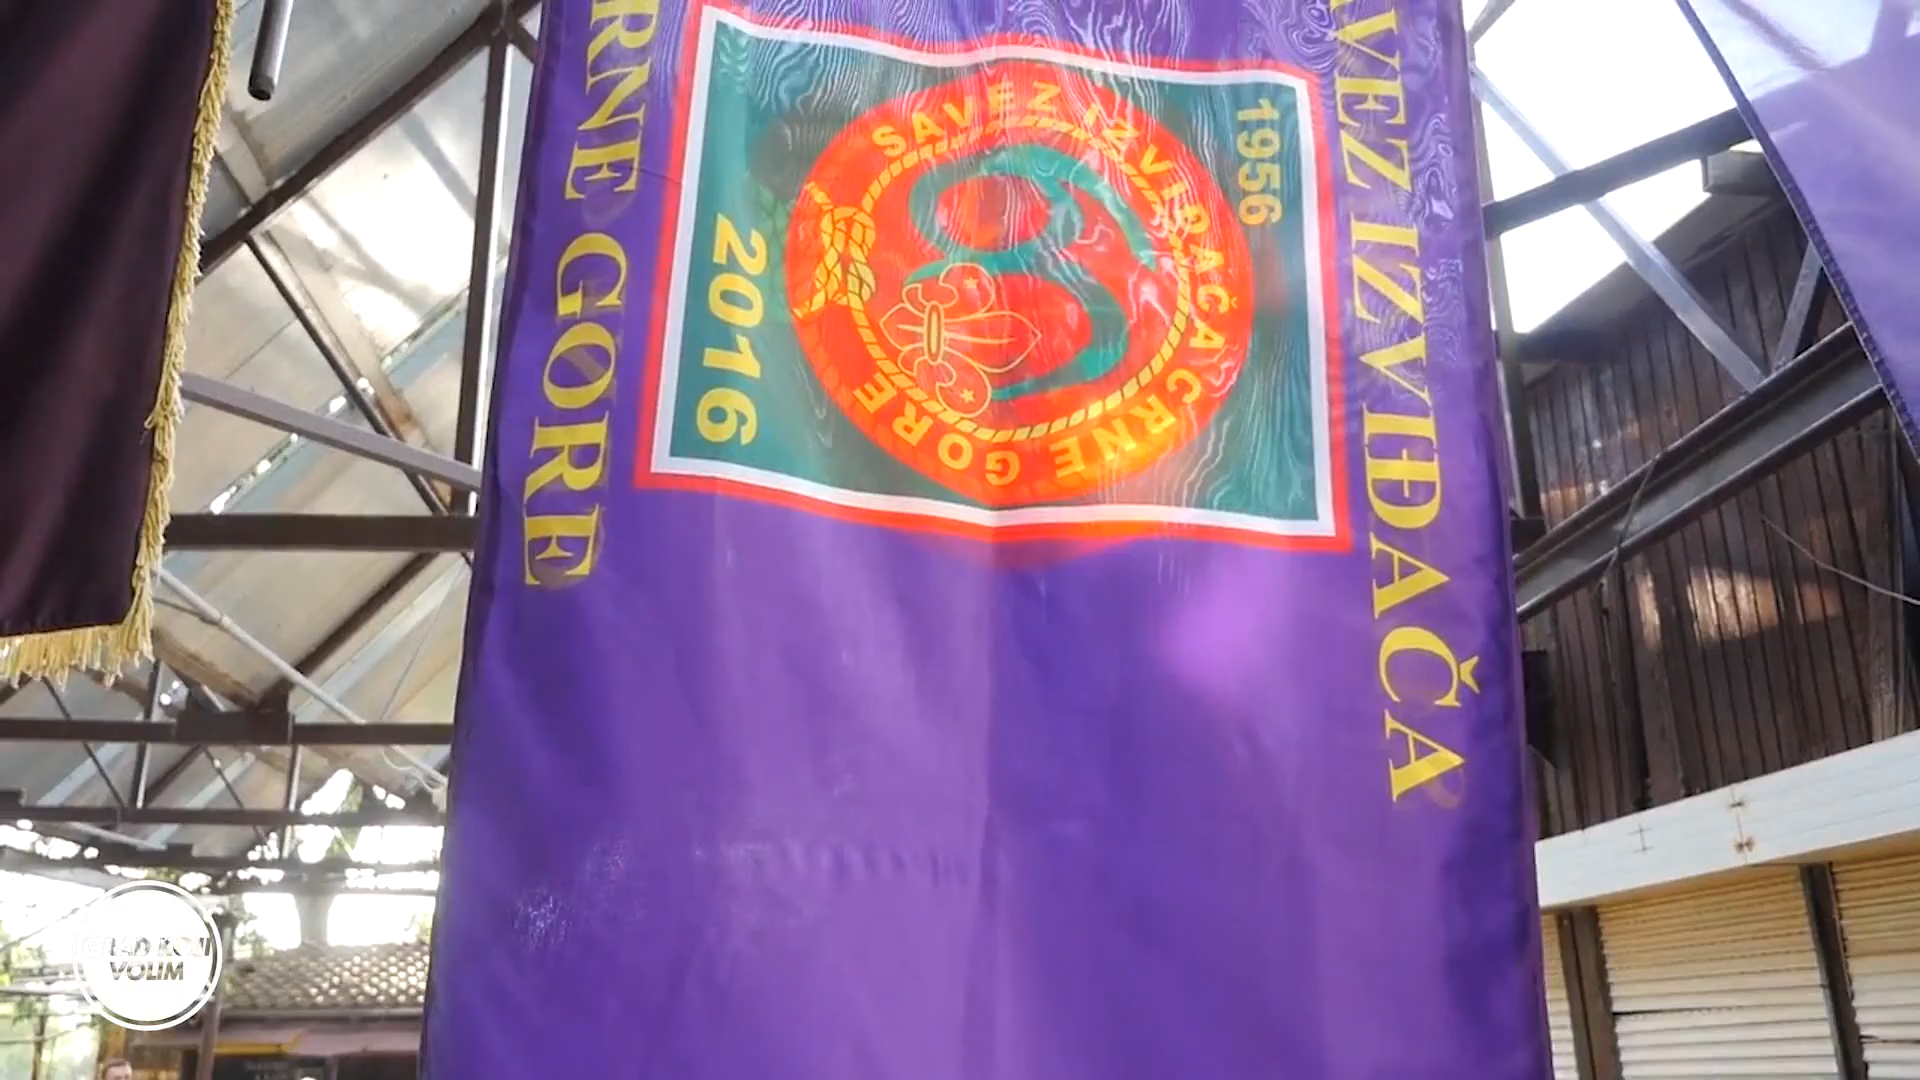 RNE GORE
AVEZ IZVIĐAČA
SAVEZ IZVIĐAČA CRNE GORE
1956
2016
GRAD KOJI
VOLIM